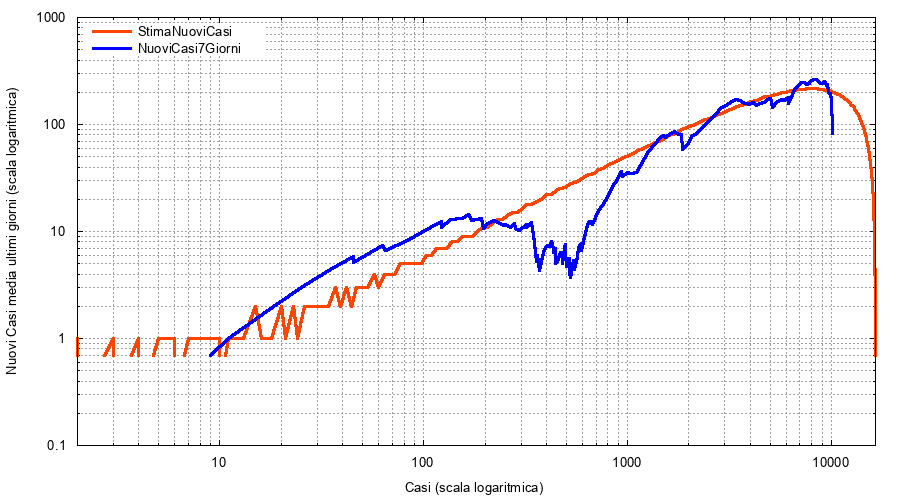 1000
100
10
1
0.1
StimaNuoviCasi
NuoviCasi7Giorni
Nuovi Casi media ultimi giorni (scala logaritmica)
10 100 1000 10000
Casi (scala logaritmica)